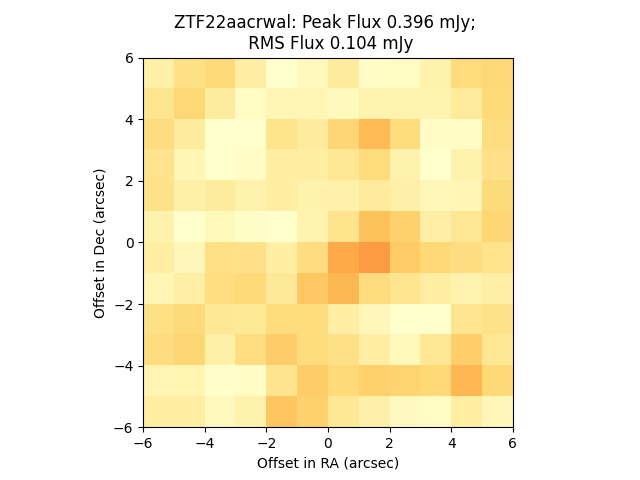 ZTF22aacrwal: Peak Flux 0.396 mJy;
RMS Flux 0.104 mJy
6
4
2
0
−2
−4
−6
Offset in Dec (arcsec)
−6 −4 −2 0 2 4 6
Offset in RA (arcsec)